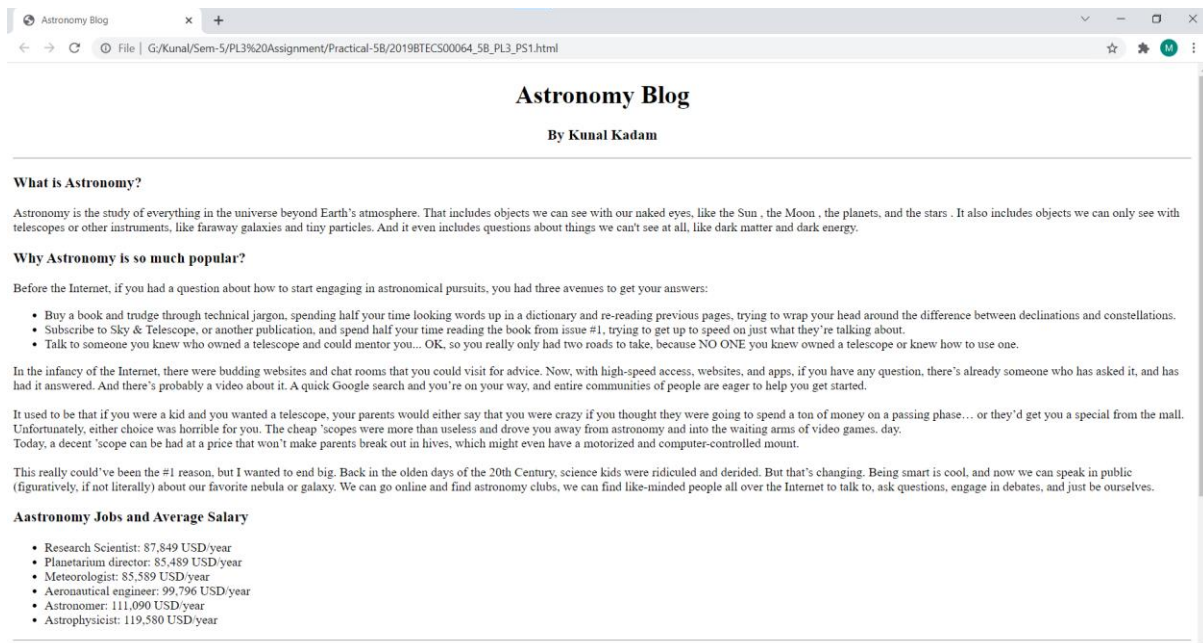 Astronomy Blog
File | G:/Kunal/Sem-5/PL3%20Assignment/Practical-5B/2019BTECS00064_5B_PL3_PS1.html
M
Astronomy Blog
By Kunal Kadam
What is Astronomy?
Astronomy is the study of everything in the universe beyond Earth’s atmosphere. That includes objects we can see with our naked eyes, like the Sun , the Moon , the planets, and the stars . It also includes objects we can only see with
telescopes or other instruments, like faraway galaxies and tiny particles. And it even includes questions about things we can't see at all, like dark matter and dark energy.
Why Astronomy is so much popular?
Before the Internet, if you had a question about how to start engaging in astronomical pursuits, you had three avenues to get your answers:
• Buy a book and trudge through technical jargon, spending half your time looking words up in a dictionary and re-reading previous pages, trying to wrap your head around the difference between declinations and constellations.
• Subscribe to Sky & Telescope, or another publication, and spend half your time reading the book from issue #1, trying to get up to speed on just what they’re talking about.
• Talk to someone you knew who owned a telescope and could mentor you... OK, so you really only had two roads to take, because NO ONE you knew owned a telescope or knew how to use one.
In the infancy of the Internet, there were budding websites and chat rooms that you could visit for advice. Now, with high-speed access, websites, and apps, if you have any question, there’s already someone who has asked it, and has
had it answered. And there’s probably a video about it. A quick Google search and you’re on your way, and entire communities of people are eager to help you get started.
It used to be that if you were a kid and you wanted a telescope, your parents would either say that you were crazy if you thought they were going to spend a ton of money on a passing phase… or they’d get you a special from the mall.
Unfortunately, either choice was horrible for you. The cheap ’scopes were more than useless and drove you away from astronomy and into the waiting arms of video games. day.
Today, a decent ’scope can be had at a price that won’t make parents break out in hives, which might even have a motorized and computer-controlled mount.
This really could’ve been the #1 reason, but I wanted to end big. Back in the olden days of the 20th Century, science kids were ridiculed and derided. But that’s changing. Being smart is cool, and now we can speak in public
(figuratively, if not literally) about our favorite nebula or galaxy. We can go online and find astronomy clubs, we can find like-minded people all over the Internet to talk to, ask questions, engage in debates, and just be ourselves.
Aastronomy Jobs and Average Salary
• Research Scientist: 87,849 USD/year
• Planetarium director: 85,489 USD/year
• Meteorologist: 85,589 USD/year
• Aeronautical engineer: 99,796 USD/year
• Astronomer: 111,090 USD/year
• Astrophysicist: 119,580 USD/year